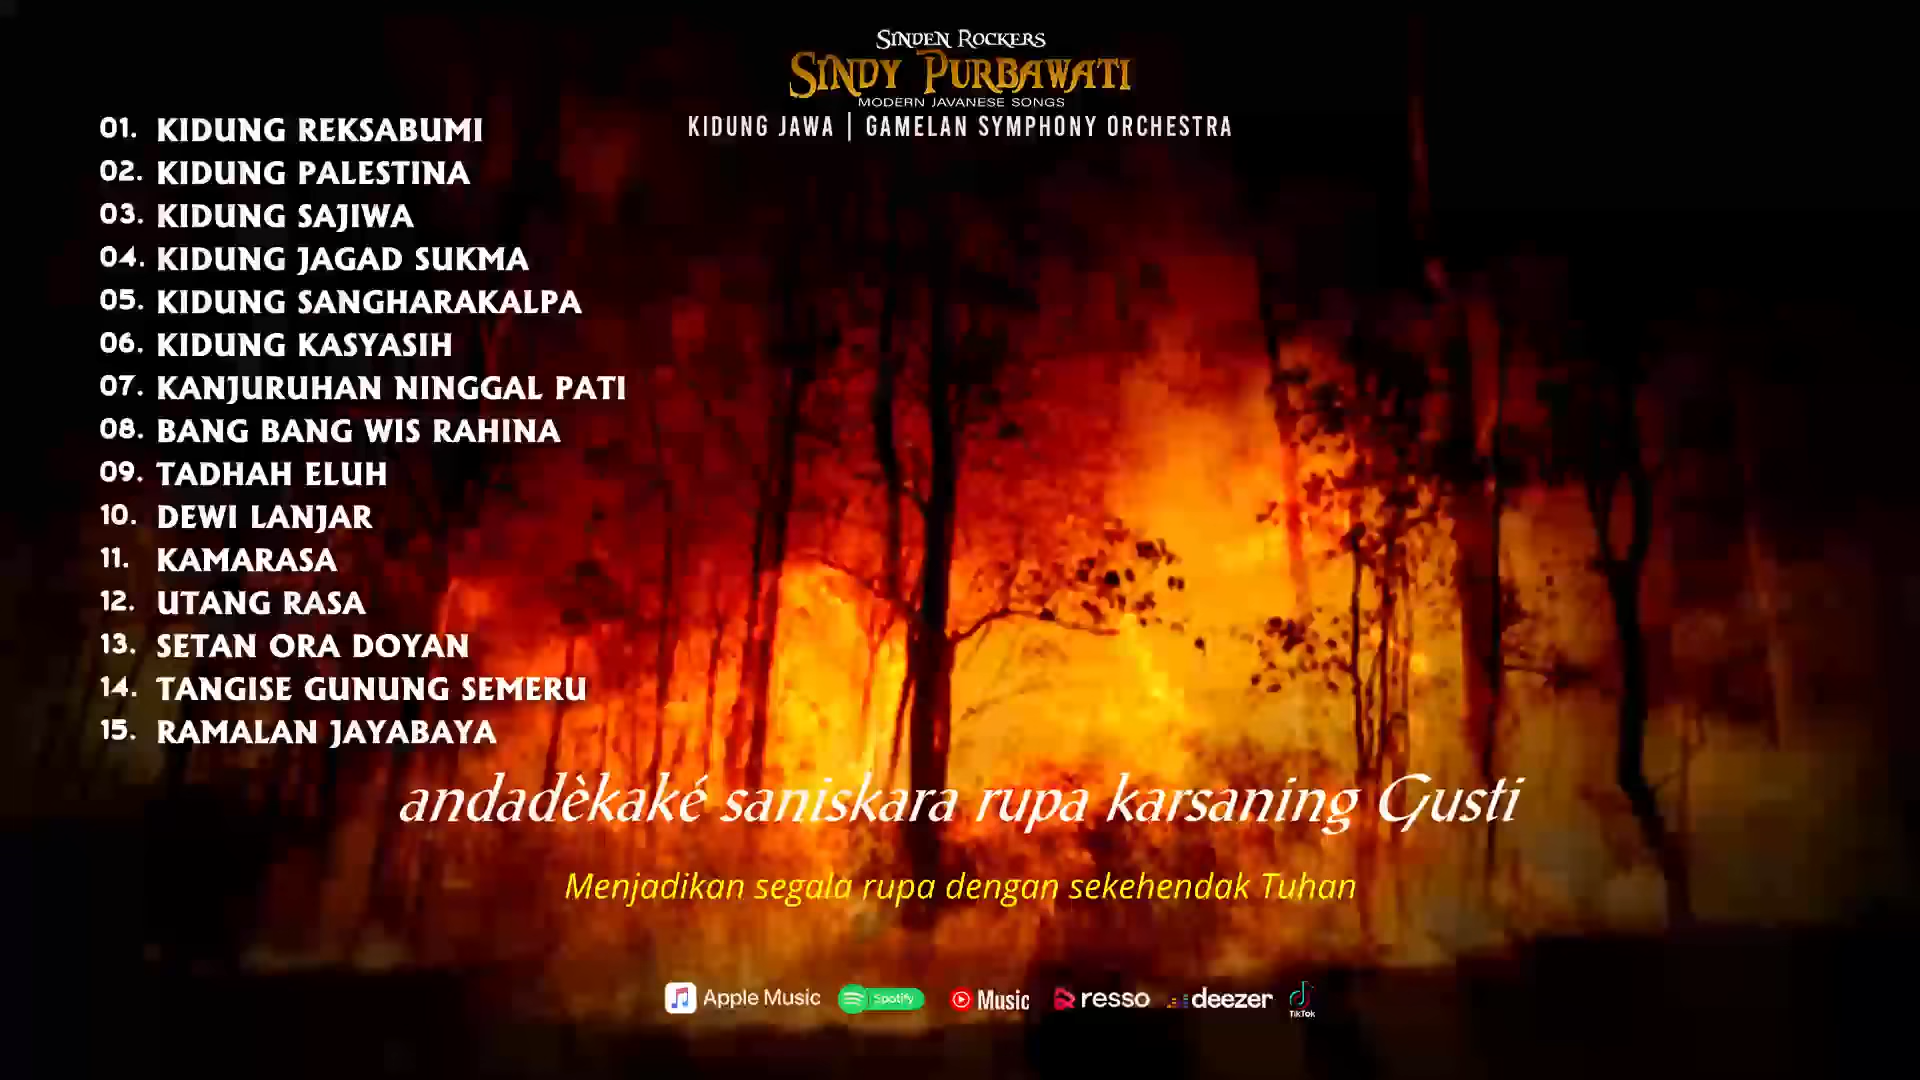 SINDEN ROCKERS
SINDY PURBAWATI
MODERN JAVANESE SONGS
KIDUNG JAWA | GAMELAN SYMPHONY ORCHESTRA
01. KIDUNG REKSABUMI
02. KIDUNG PALESTINA
03. KIDUNG SAJIWA
04. KIDUNG JAGAD SUKMA
05. KIDUNG SANGHARAKALPA
06. KIDUNG KASYASIH
07. KANJURUHAN NINGGAL PATI
08. BANG BANG WIS RAHINA
09. TADHAH ELUH
10. DEWI LANJAR
11. KAMARASA
12. UTANG RASA
13. SETAN ORA DOYAN
14. TANGISE GUNUNG SEMERU
15. RAMALAN JAYABAYA
andadèkaké saniskara rupa karsaning Gusti
Menjadikan segala rupa dengan sekehendak Tuhan
Apple Music Spotify Music resso deezer TikTok